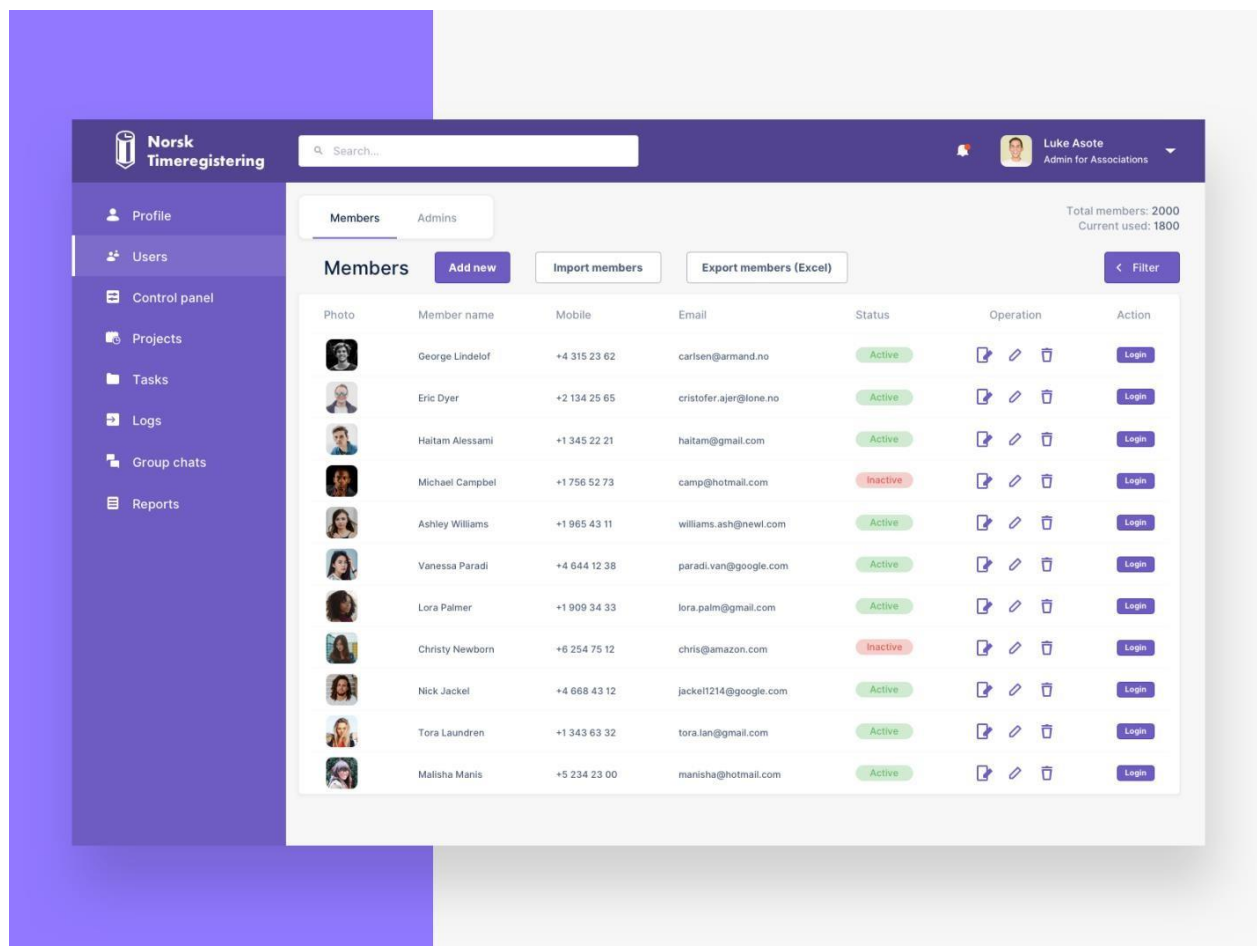 Norsk
Timeregistering
Search...
Luke Asote
Admin for Associations
Profile
Users
Control panel
Projects
Tasks
Logs
Group chats
Reports
Members Admins
Total members: 2000
Current used: 1800
Members Add new Import members Export members (Excel) Filter
Photo Member name Mobile Email Status Operation Action
George Lindelof +4 315 23 62 carlsen@armand.no Active Login
Eric Dyer +2 134 25 65 cristofer.ajer@lone.no Active Login
Haitam Alessami +1 345 22 21 haitam@gmail.com Active Login
Michael Campbel +1 756 52 73 camp@hotmail.com Inactive Login
Ashley Williams +1 965 43 11 williams.ash@newl.com Active Login
Vanessa Paradi +4 644 12 38 paradi.van@google.com Active Login
Lora Palmer +1 909 34 33 lora.palm@gmail.com Active Login
Christy Newborn +6 254 75 12 chris@amazon.com Inactive Login
Nick Jackel +4 668 43 12 jackel1214@google.com Active Login
Tora Laundren +1 343 63 32 tora.lan@gmail.com Active Login
Malisha Manis +5 234 23 00 manisha@hotmail.com Active Login